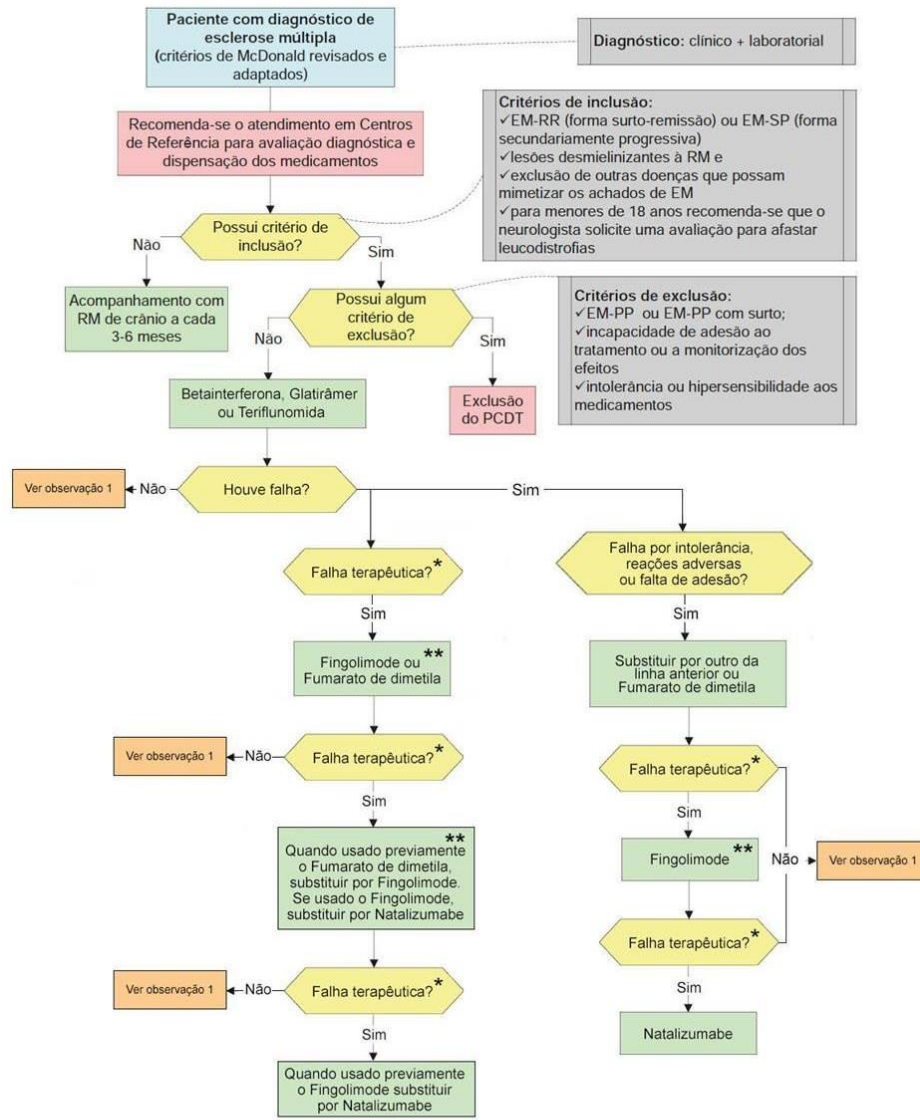 Paciente com diagnóstico de
esclerose múltipla
(critérios de McDonald revisados e
adaptados)
Diagnóstico: clínico + laboratorial
Recomenda-se o atendimento em Centros
de Referência para avaliação diagnóstica e
dispensação dos medicamentos
Critérios de inclusão:
✓EM-RR (forma surto-remissão) ou EM-SP (forma
secundariamente progressiva)
✓lesões desmielinizantes à RM e
✓exclusão de outras doenças que possam
mimetizar os achados de EM
✓para menores de 18 anos recomenda-se que o
neurologista solicite uma avaliação para afastar
leucodistrofias
Possui critério de
inclusão?
Não
Sim
Acompanhamento com
RM de crânio a cada
3-6 meses
Possui algum
critério de
exclusão?
Critérios de exclusão:
✓EM-PP ou EM-PP com surto;
✓incapacidade de adesão ao
tratamento ou a monitorização dos
efeitos
✓intolerância ou hipersensibilidade aos
medicamentos
Não
Sim
Betainterferona, Glatirâmer
ou Teriflunomida
Exclusão
do PCDT
Ver observação 1
Não
Houve falha?
Sim
Falha terapêutica?*
Falha por intolerância,
reações adversas
ou falta de adesão?
Sim
Sim
Fingolimode ou **
Fumarato de dimetila
Substituir por outro da
linha anterior ou
Fumarato de dimetila
Ver observação 1
Não
Falha terapêutica?*
Falha terapêutica?*
Sim
Sim
**
Quando usado previamente
o Fumarato de dimetila,
substituir por Fingolimode.
Se usado o Fingolimode,
substituir por Natalizumabe
Fingolimode **
Não
Ver observação 1
Falha terapêutica?*
Ver observação 1
Não
Falha terapêutica?*
Sim
Sim
Natalizumabe
Quando usado previamente
o Fingolimode substituir
por Natalizumabe